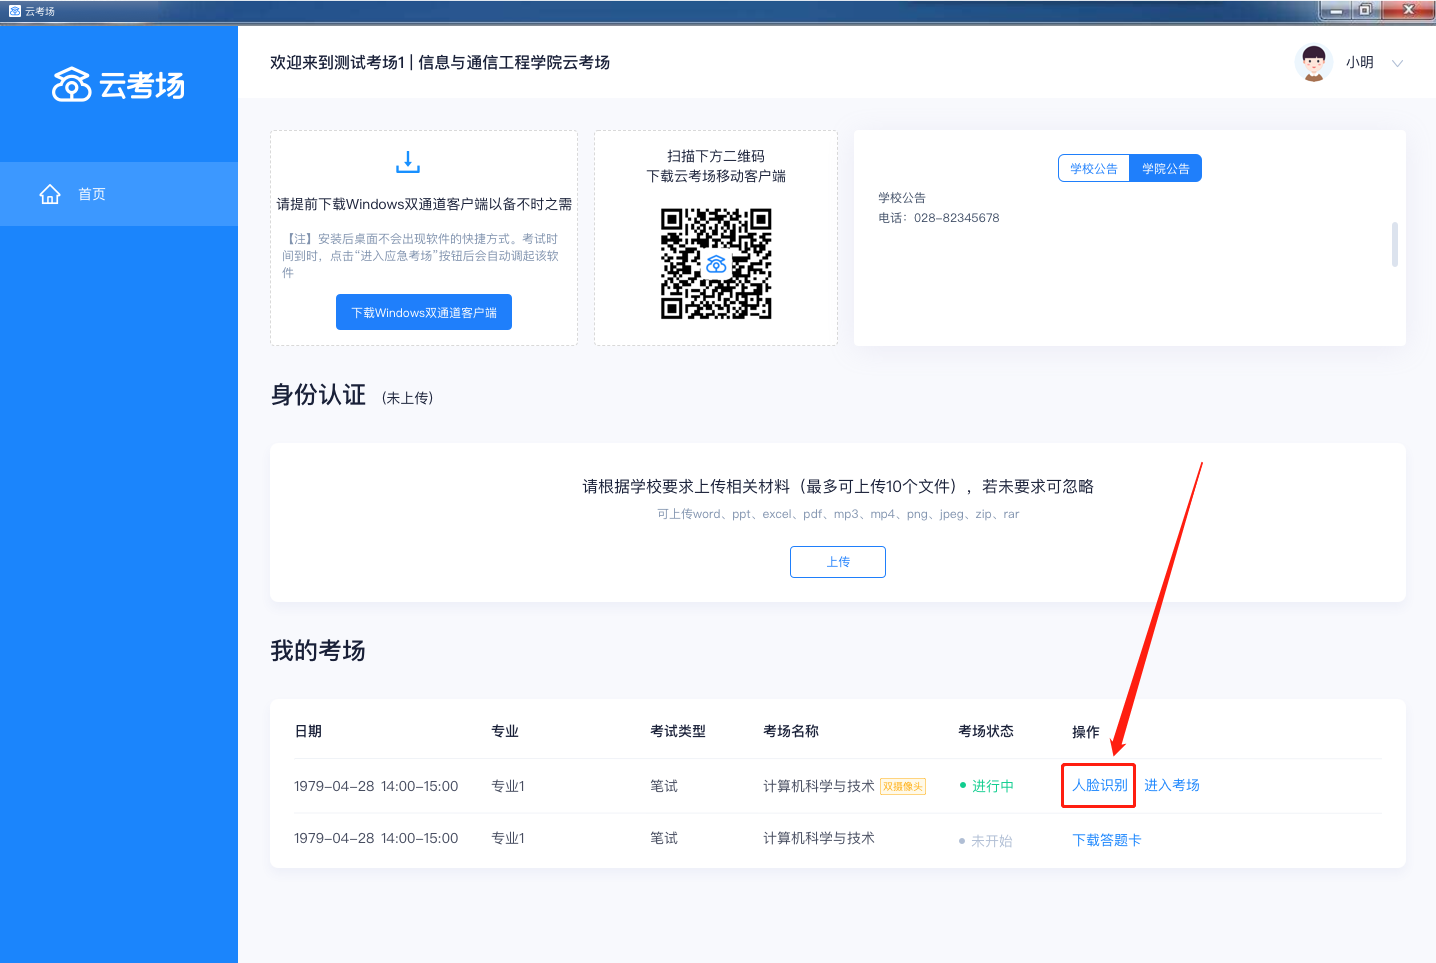 云考场
云考场
首页
欢迎来到测试考场1 | 信息与通信工程学院云考场
小明
请提前下载Windows双通道客户端以备不时之需
【注】安装后桌面不会出现软件的快捷方式。考试时
间到时，点击“进入应急考场”按钮后会自动调起该软
件
下载Windows双通道客户端
扫描下方二维码
下载云考场移动客户端
学校公告 学院公告
学校公告
电话：028-82345678
身份认证 (未上传)
请根据学校要求上传相关材料（最多可上传10个文件），若未要求可忽略
可上传word、ppt、excel、pdf、mp3、mp4、png、jpeg、zip、rar
上传
我的考场
日期 专业 考试类型 考场名称 考场状态 操作
1979-04-28 14:00-15:00 专业1 笔试 计算机科学与技术 双摄像头 进行中 人脸识别 进入考场
1979-04-28 14:00-15:00 专业1 笔试 计算机科学与技术 未开始 下载答题卡